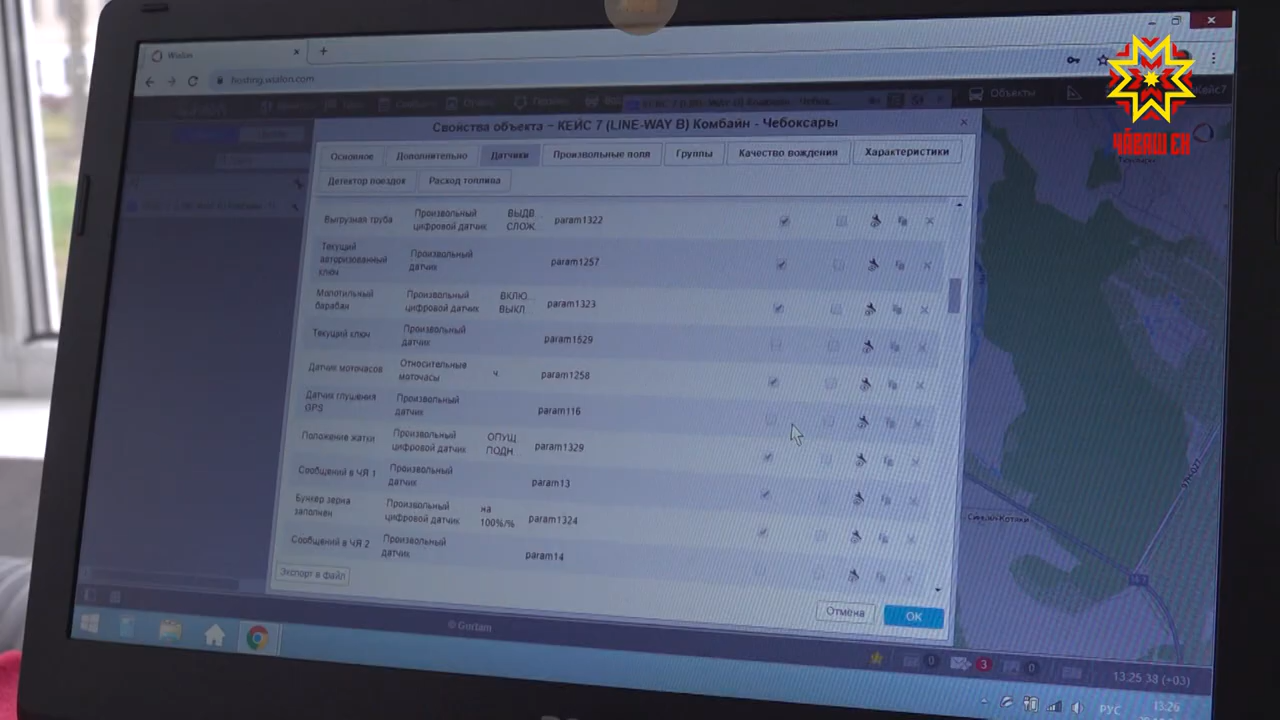 Wialon
hosting.wialon.com
Объекты
ЧӐВАШ ЕН
Свойства объекта – КЕЙС 7 (LINE-WAY B) Комбайн - Чебоксары
Основное Дополнительно Датчики Произвольные поля Группы Качество вождения Характеристики
Детектор поездок Расход топлива
Выгрузная труба Произвольный цифровой датчик ВЫДВ... СЛОЖ. param1322
Текущий авторизованный ключ Произвольный датчик param1257
Молотильный барабан Произвольный цифровой датчик ВКЛЮ... ВЫКЛ param1323
Текущий ключ Произвольный датчик param1529
Датчик моточасов Относительные моточасы ч param1258
Датчик глушения GPS Произвольный датчик param116
Положение жатки Произвольный цифровой датчик ОПУЩ ПОДН... param1329
Сообщений в ЧЯ 1 Произвольный датчик param13
Бункер зерна заполнен Произвольный цифровой датчик на 100%/% param1324
Сообщений в ЧЯ 2 Произвольный датчик param14
Экспорт в файл
Отмена OK
© Gurtam
0 3 0
13:25:38 (+03)
РУС 13:26